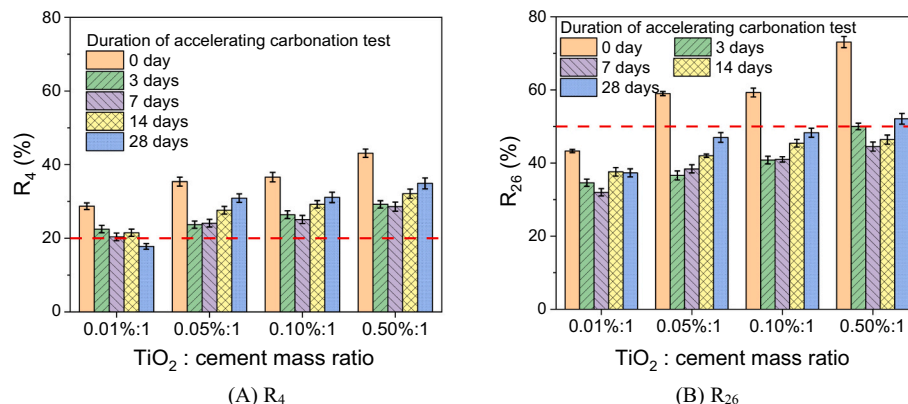 80
60
40
20
0
R4 (%)
Duration of accelerating carbonation test
0 day
3 days
7 days
14 days
28 days
0.01%:1 0.05%:1 0.10%:1 0.50%:1
TiO2 : cement mass ratio
(A) R4
80
60
40
20
0
R26 (%)
Duration of accelerating carbonation test
0 day 3 days
7 days 14 days
28 days
0.01%:1 0.05%:1 0.10%:1 0.50%:1
TiO2 : cement mass ratio
(B) R26